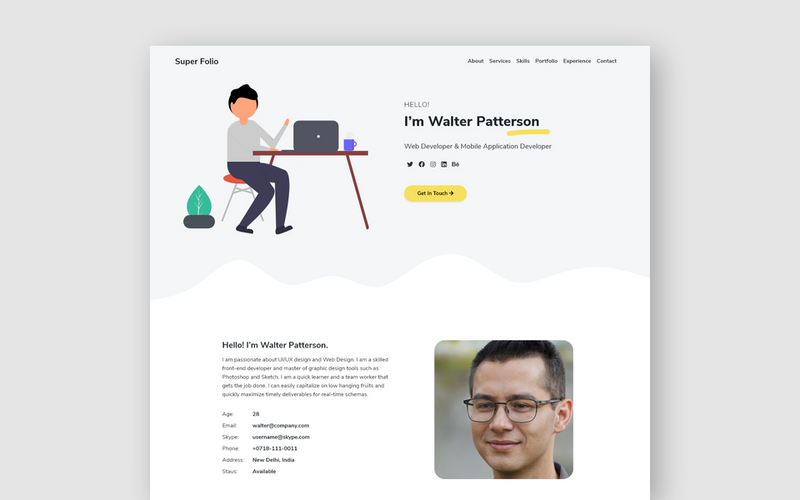 Super Folio
About Services Skills Portfolio Experience Contact
HELLO!
I'm Walter Patterson
Web Developer & Mobile Application Developer
Get in Touch
Hello! I'm Walter Patterson.
I am passionate about UI/UX design and Web Design. I am a skilled
front-end developer and master of graphic design tools such as
Photoshop and Sketch. I am a quick learner and a team worker that
gets the job done. I can easily capitalize on low hanging fruits and
quickly maximize timely deliverables for real-time schemas.
Age: 28
Email: walter@company.com
Skype: username@skype.com
Phone: +0718-111-0011
Address: New Delhi, India
Staus: Available